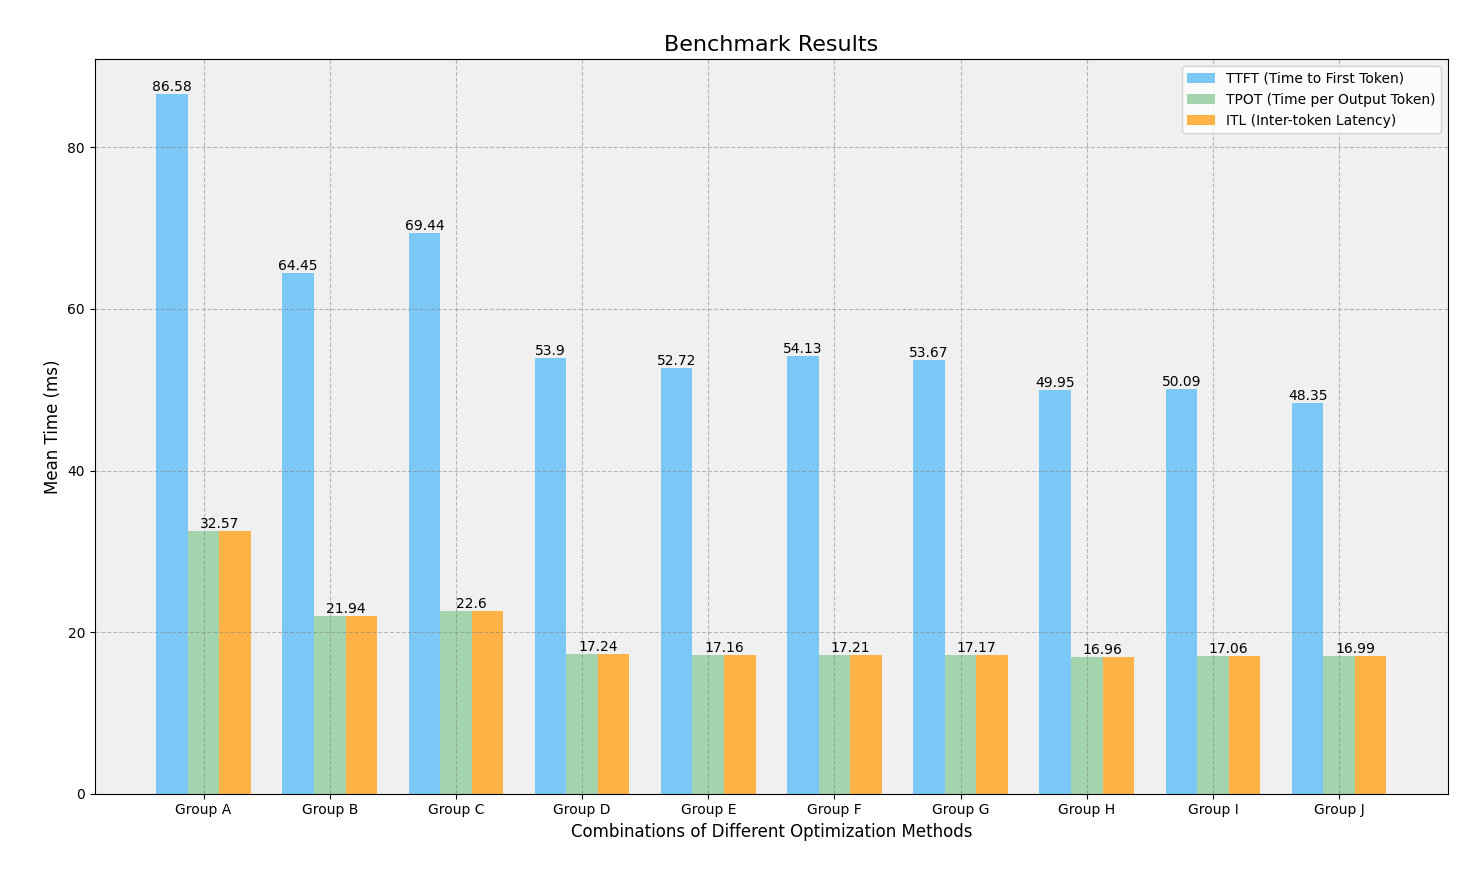 Benchmark Results
TTFT (Time to First Token)
TPOT (Time per Output Token)
ITL (Inter-token Latency)
Mean Time (ms)
80
60
40
20
0
86.58
32.57
64.45
21.94
69.44
22.6
53.9
17.24
52.72
17.16
54.13
17.21
53.67
17.17
49.95
16.96
50.09
17.06
48.35
16.99
Group A
Group B
Group C
Group D
Group E
Group F
Group G
Group H
Group I
Group J
Combinations of Different Optimization Methods